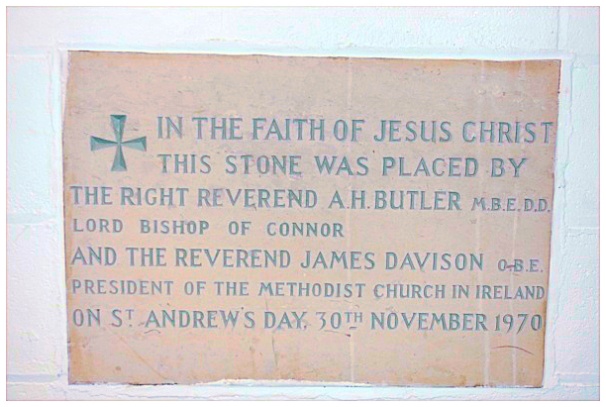 IN THE FAITH OF JESUS CHRIST
THIS STONE WAS PLACED BY
THE RIGHT REVEREND A.H. BUTLER M.B.E.D.D.
LORD BISHOP OF CONNOR
AND THE REVEREND JAMES DAVISON O.B.E.
PRESIDENT OF THE METHODIST CHURCH IN IRELAND
ON ST. ANDREW'S DAY, 30TH NOVEMBER 1970